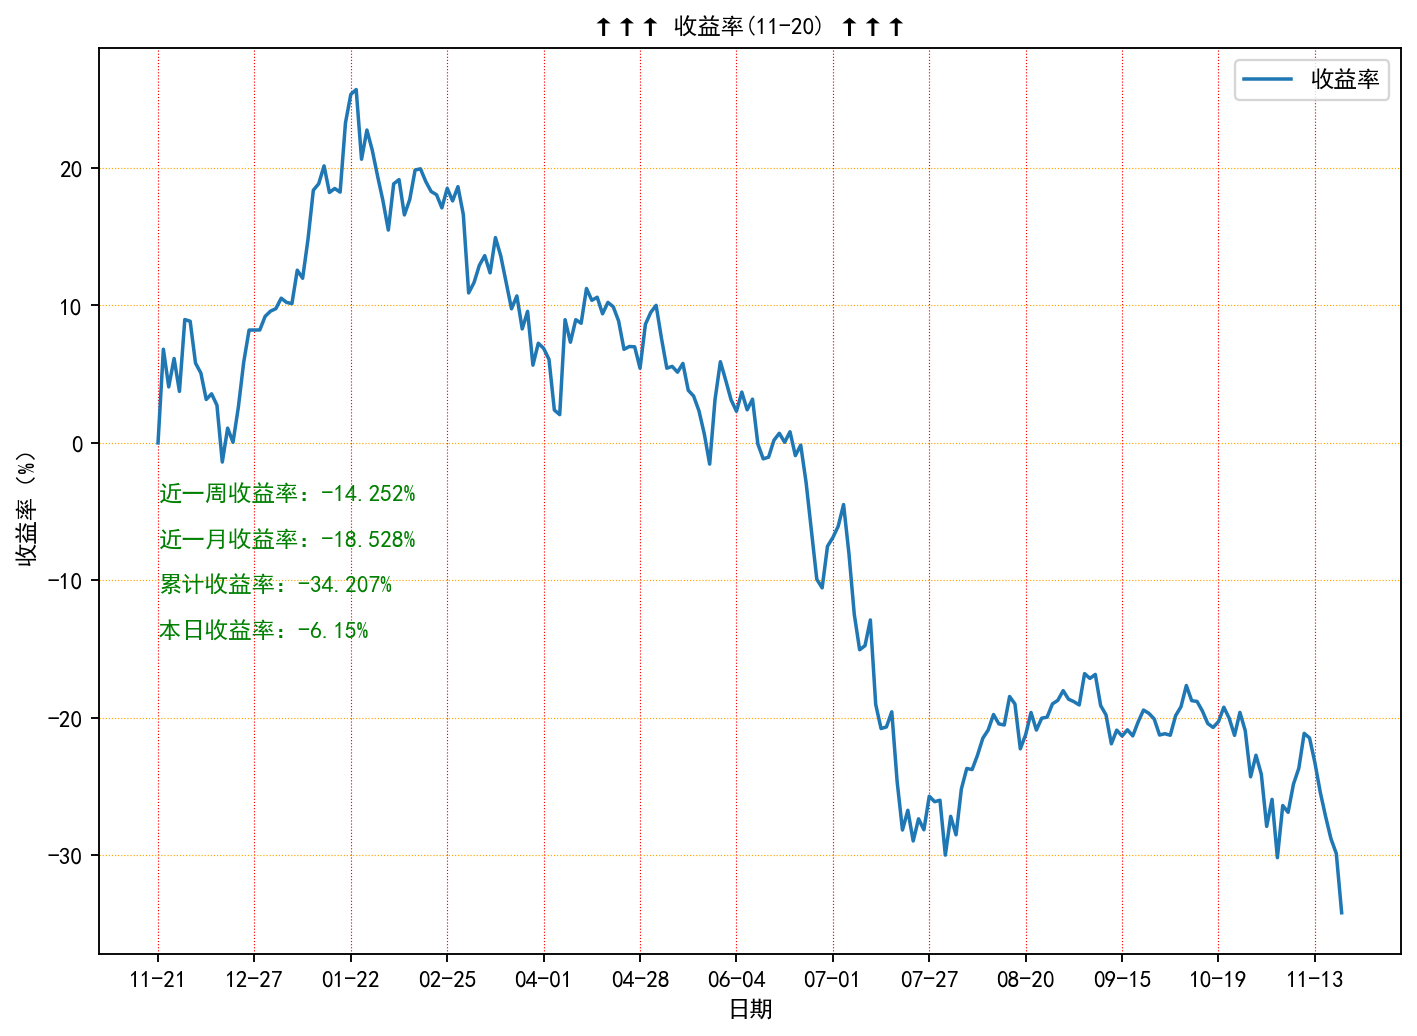 ↑↑↑ 收益率(11-20) ↑↑↑
收益率
20
10
0
-10
-20
-30
收益率 (%)
近一周收益率：-14.252%
近一月收益率：-18.528%
累计收益率：-34.207%
本日收益率：-6.15%
11-21 12-27 01-22 02-25 04-01 04-28 06-04 07-01 07-27 08-20 09-15 10-19 11-13
日期